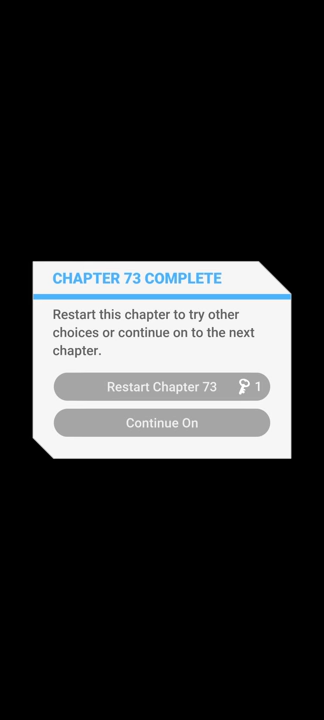 CHAPTER 73 COMPLETE
Restart this chapter to try other
choices or continue on to the next
chapter.
Restart Chapter 73 1
Continue On